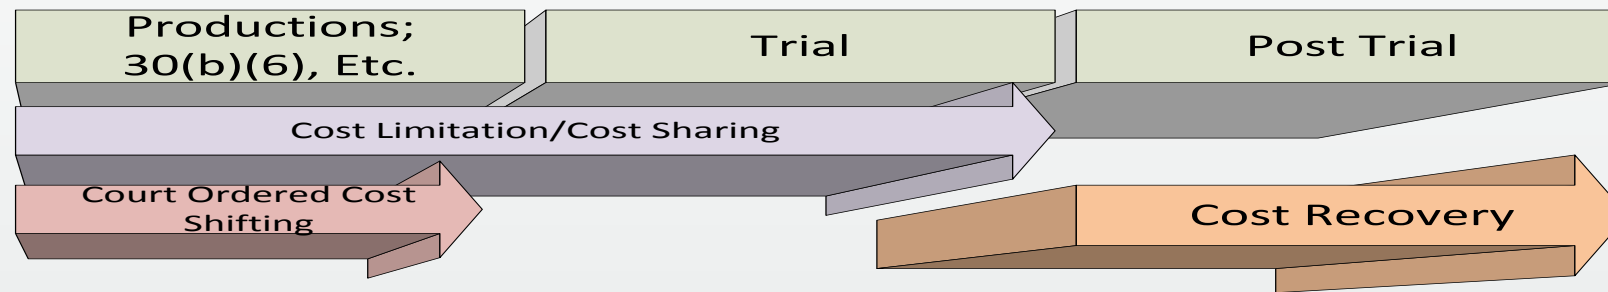 Productions;
30(b)(6), Etc.
Trial
Post Trial
Cost Limitation/Cost Sharing
Court Ordered Cost
Shifting
Cost Recovery